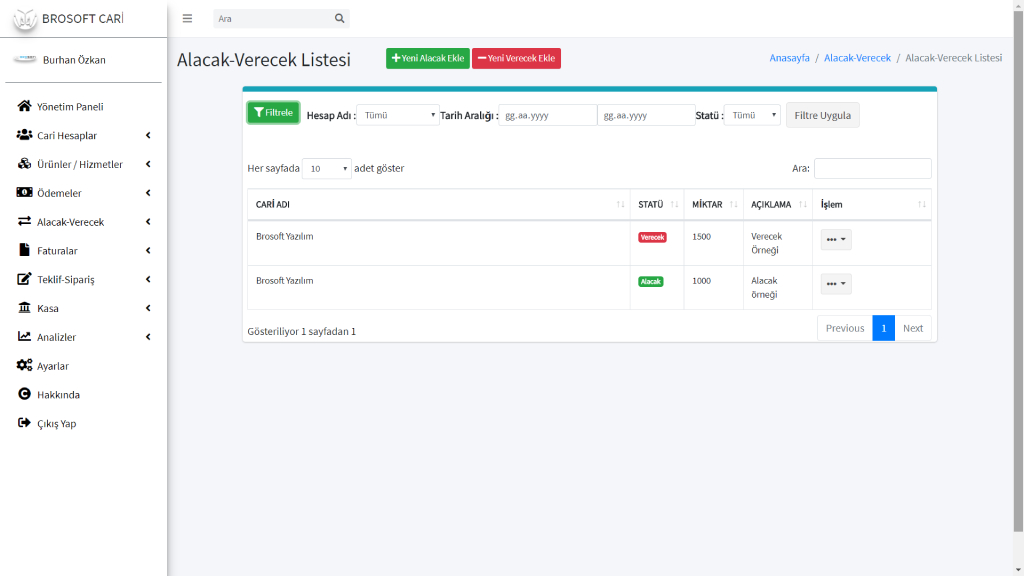 BROSOFT CARİ
Ara
Burhan Özkan
Yönetim Paneli
Cari Hesaplar
Ürünler / Hizmetler
Ödemeler
Alacak-Verecek
Faturalar
Teklif-Sipariş
Kasa
Analizler
Ayarlar
Hakkında
Çıkış Yap
Alacak-Verecek Listesi
Yeni Alacak Ekle
Yeni Verecek Ekle
Anasayfa / Alacak-Verecek / Alacak-Verecek Listesi
Filtrele Hesap Adı : Tümü Tarih Aralığı : gg.aa.yyyy gg.aa.yyyy Statü : Tümü Filtre Uygula
Her sayfada 10 adet göster Ara:
CARİ ADI STATÜ MİKTAR AÇIKLAMA İşlem
Brosoft Yazılım Verecek 1500 Verecek
Örneği
Brosoft Yazılım Alacak 1000 Alacak
örneği
Gösteriliyor 1 sayfadan 1
Previous 1 Next